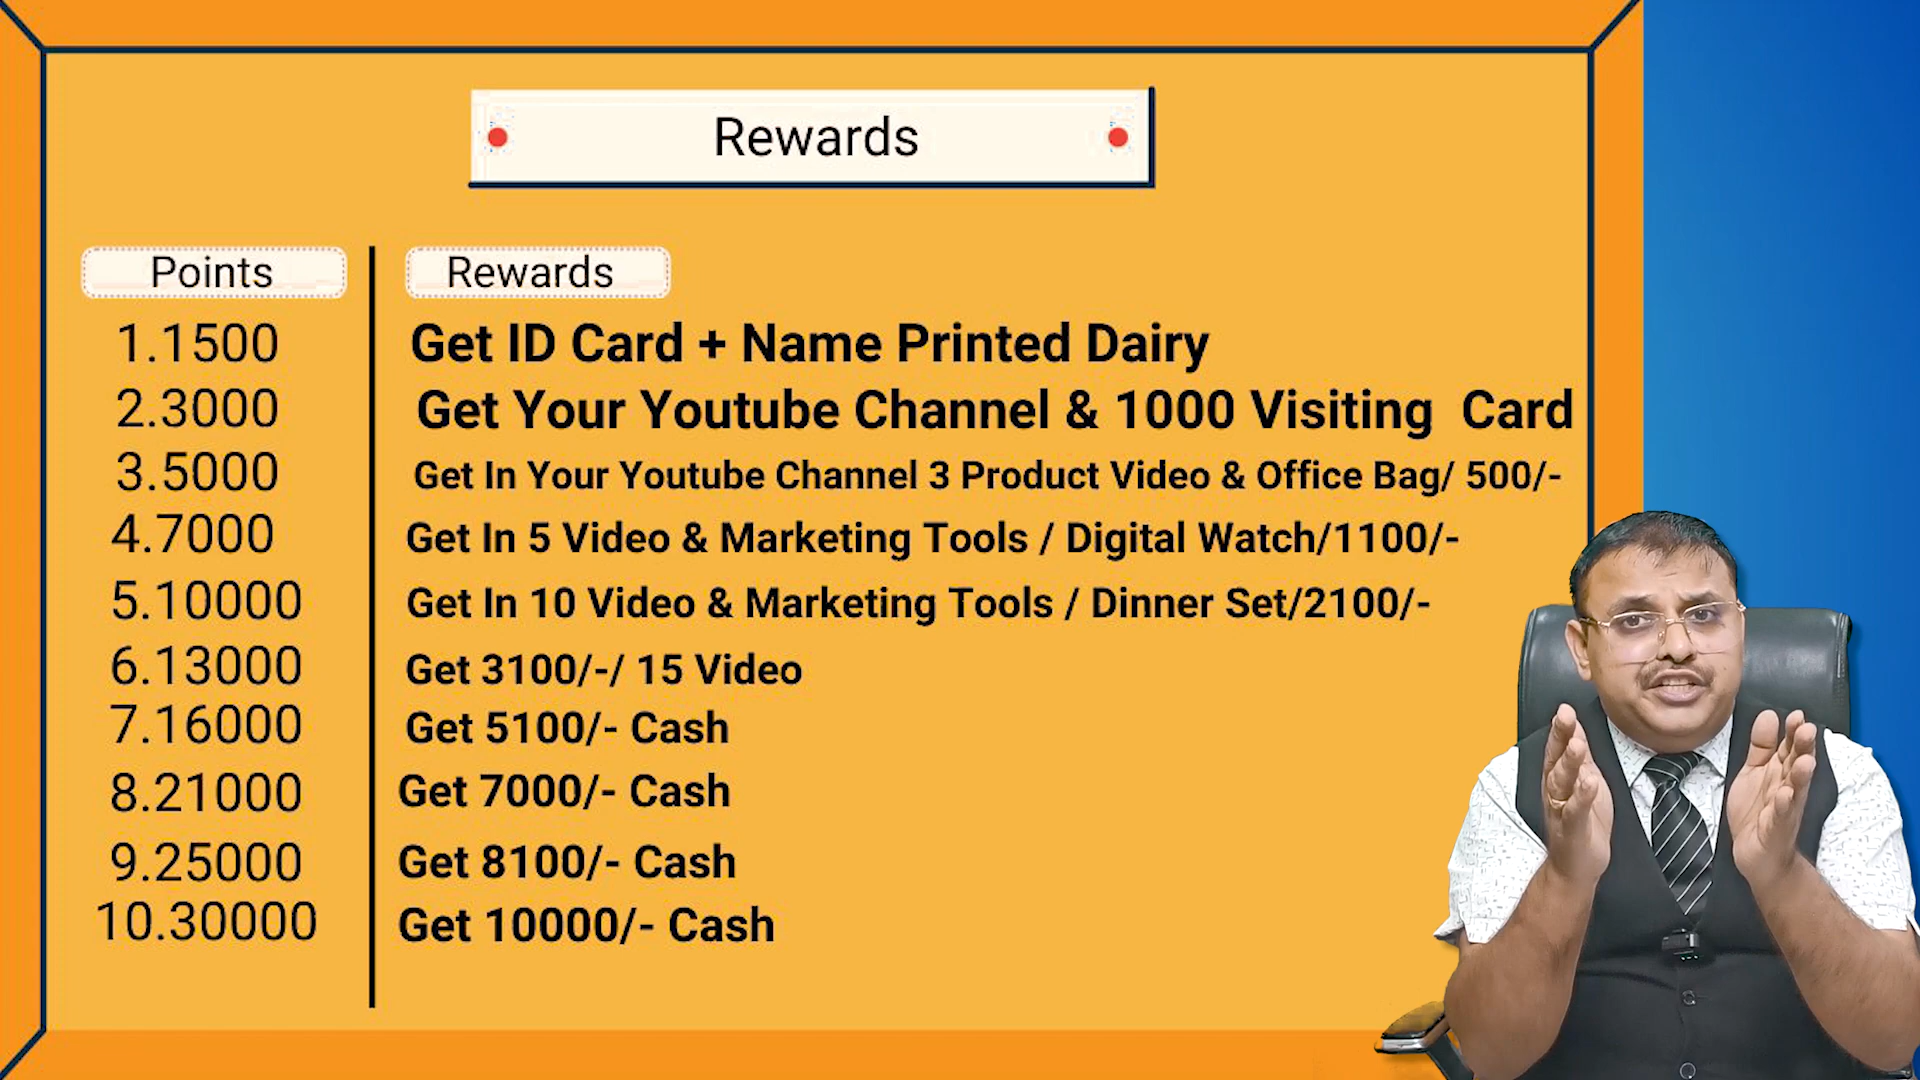 Rewards
Points
Rewards
1.1500 Get ID Card + Name Printed Dairy
2.3000 Get Your Youtube Channel & 1000 Visiting Card
3.5000 Get In Your Youtube Channel 3 Product Video & Office Bag/ 500/-
4.7000 Get In 5 Video & Marketing Tools / Digital Watch/1100/-
5.10000 Get In 10 Video & Marketing Tools / Dinner Set/2100/-
6.13000 Get 3100/-/ 15 Video
7.16000 Get 5100/- Cash
8.21000 Get 7000/- Cash
9.25000 Get 8100/- Cash
10.30000 Get 10000/- Cash